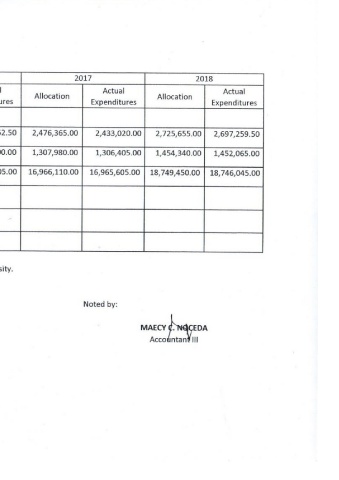 2017 2018
l Allocation Actual Expenditures Allocation Actual Expenditures
ures
52.50 2,476,365.00 2,433,020.00 2,725,655.00 2,697,259.50
00.00 1,307,980.00 1,306,405.00 1,454,340.00 1,452,065.00
05.00 16,966,110.00 16,965,605.00 18,749,450.00 18,746,045.00
sity.
Noted by:
MAECY C. NOCEDA
Accountant III